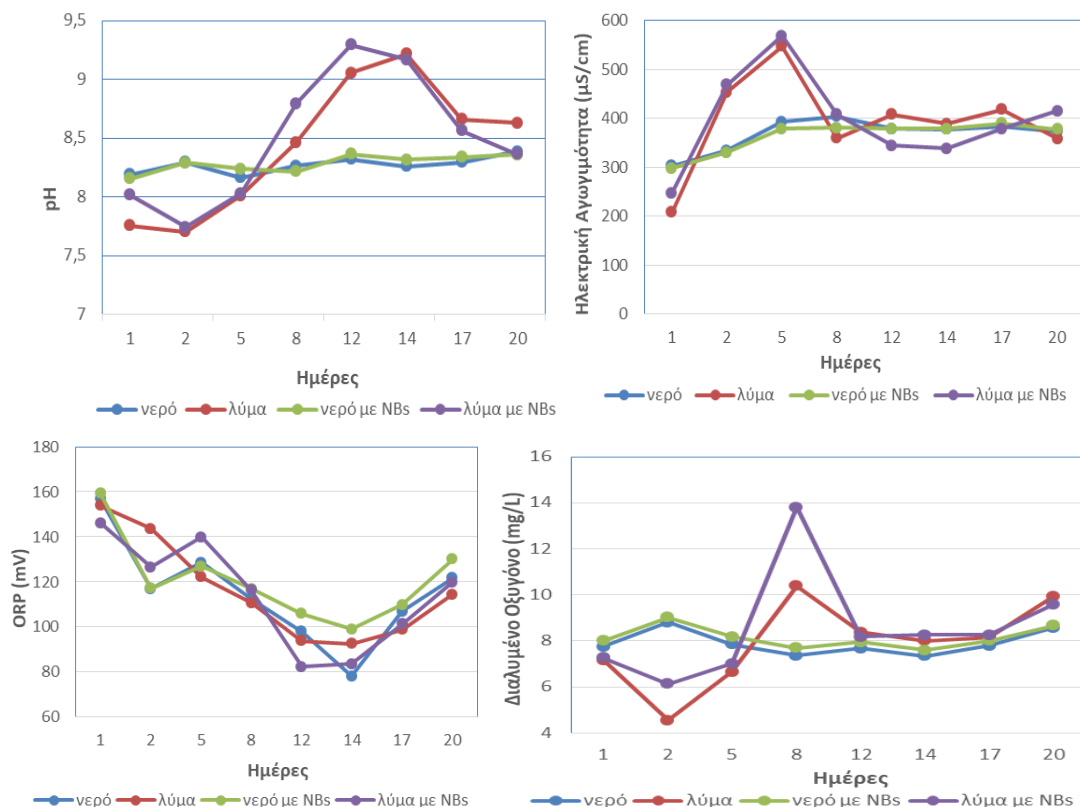 pH
9,5
9
8,5
8
7,5
7
1 2 5 8 12 14 17 20
Ημέρες
νερό λύμα νερό με NBs λύμα με NBs
Ηλεκτρική Αγωγιμότητα (μS/cm)
600
500
400
300
200
100
0
1 2 5 8 12 14 17 20
Ημέρες
νερό λύμα νερό με NBs λύμα με NBs
ORP (mV)
180
160
140
120
100
80
60
1 2 5 8 12 14 17 20
Ημέρες
νερό λύμα νερό με NBs λύμα με NBs
Διαλυμένο Οξυγόνο (mg/L)
16
14
12
10
8
6
4
1 2 5 8 12 14 17 20
Ημέρες
νερό λύμα νερό με NBs λύμα με NBs